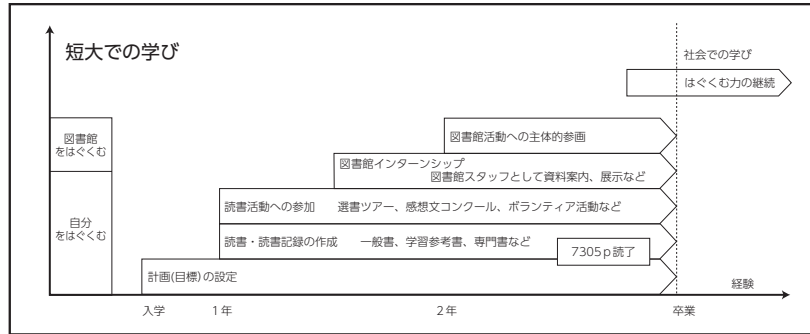 短大での学び
社会での学び
はぐくむ力の継続
図書館
をはぐくむ
図書館活動への主体的参画
図書館インターンシップ
図書館スタッフとして資料案内、展示など
自分
をはぐくむ
読書活動への参加　選書ツアー、感想文コンクール、ボランティア活動など
読書・読書記録の作成　一般書、学習参考書、専門書など
7305p読了
計画(目標)の設定
経験
入学　1年　2年　卒業